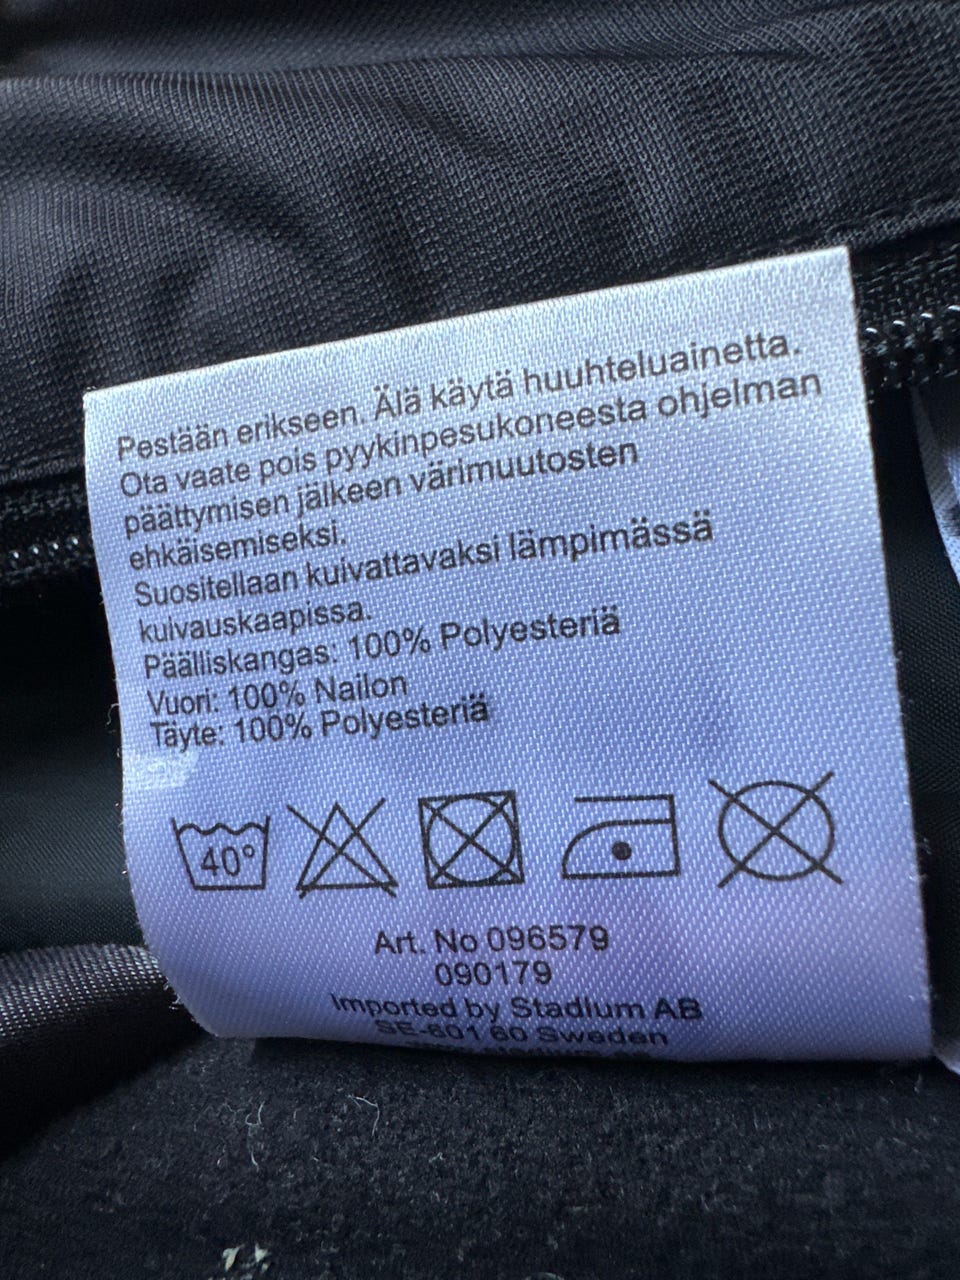 Pestään erikseen. Älä käytä huuhteluainetta.
Ota vaate pois pyykinpesukoneesta ohjelman
päättymisen jälkeen värimuutosten
ehkäisemiseksi.
Suositellaan kuivattavaksi lämpimässä
kuivauskaapissa.
Päälliskangas: 100% Polyesteriä
Vuori: 100% Nailon
Täyte: 100% Polyesteriä
40°
Art. No 096579
090179
Imported by Stadium AB
SE-601 60 Sweden